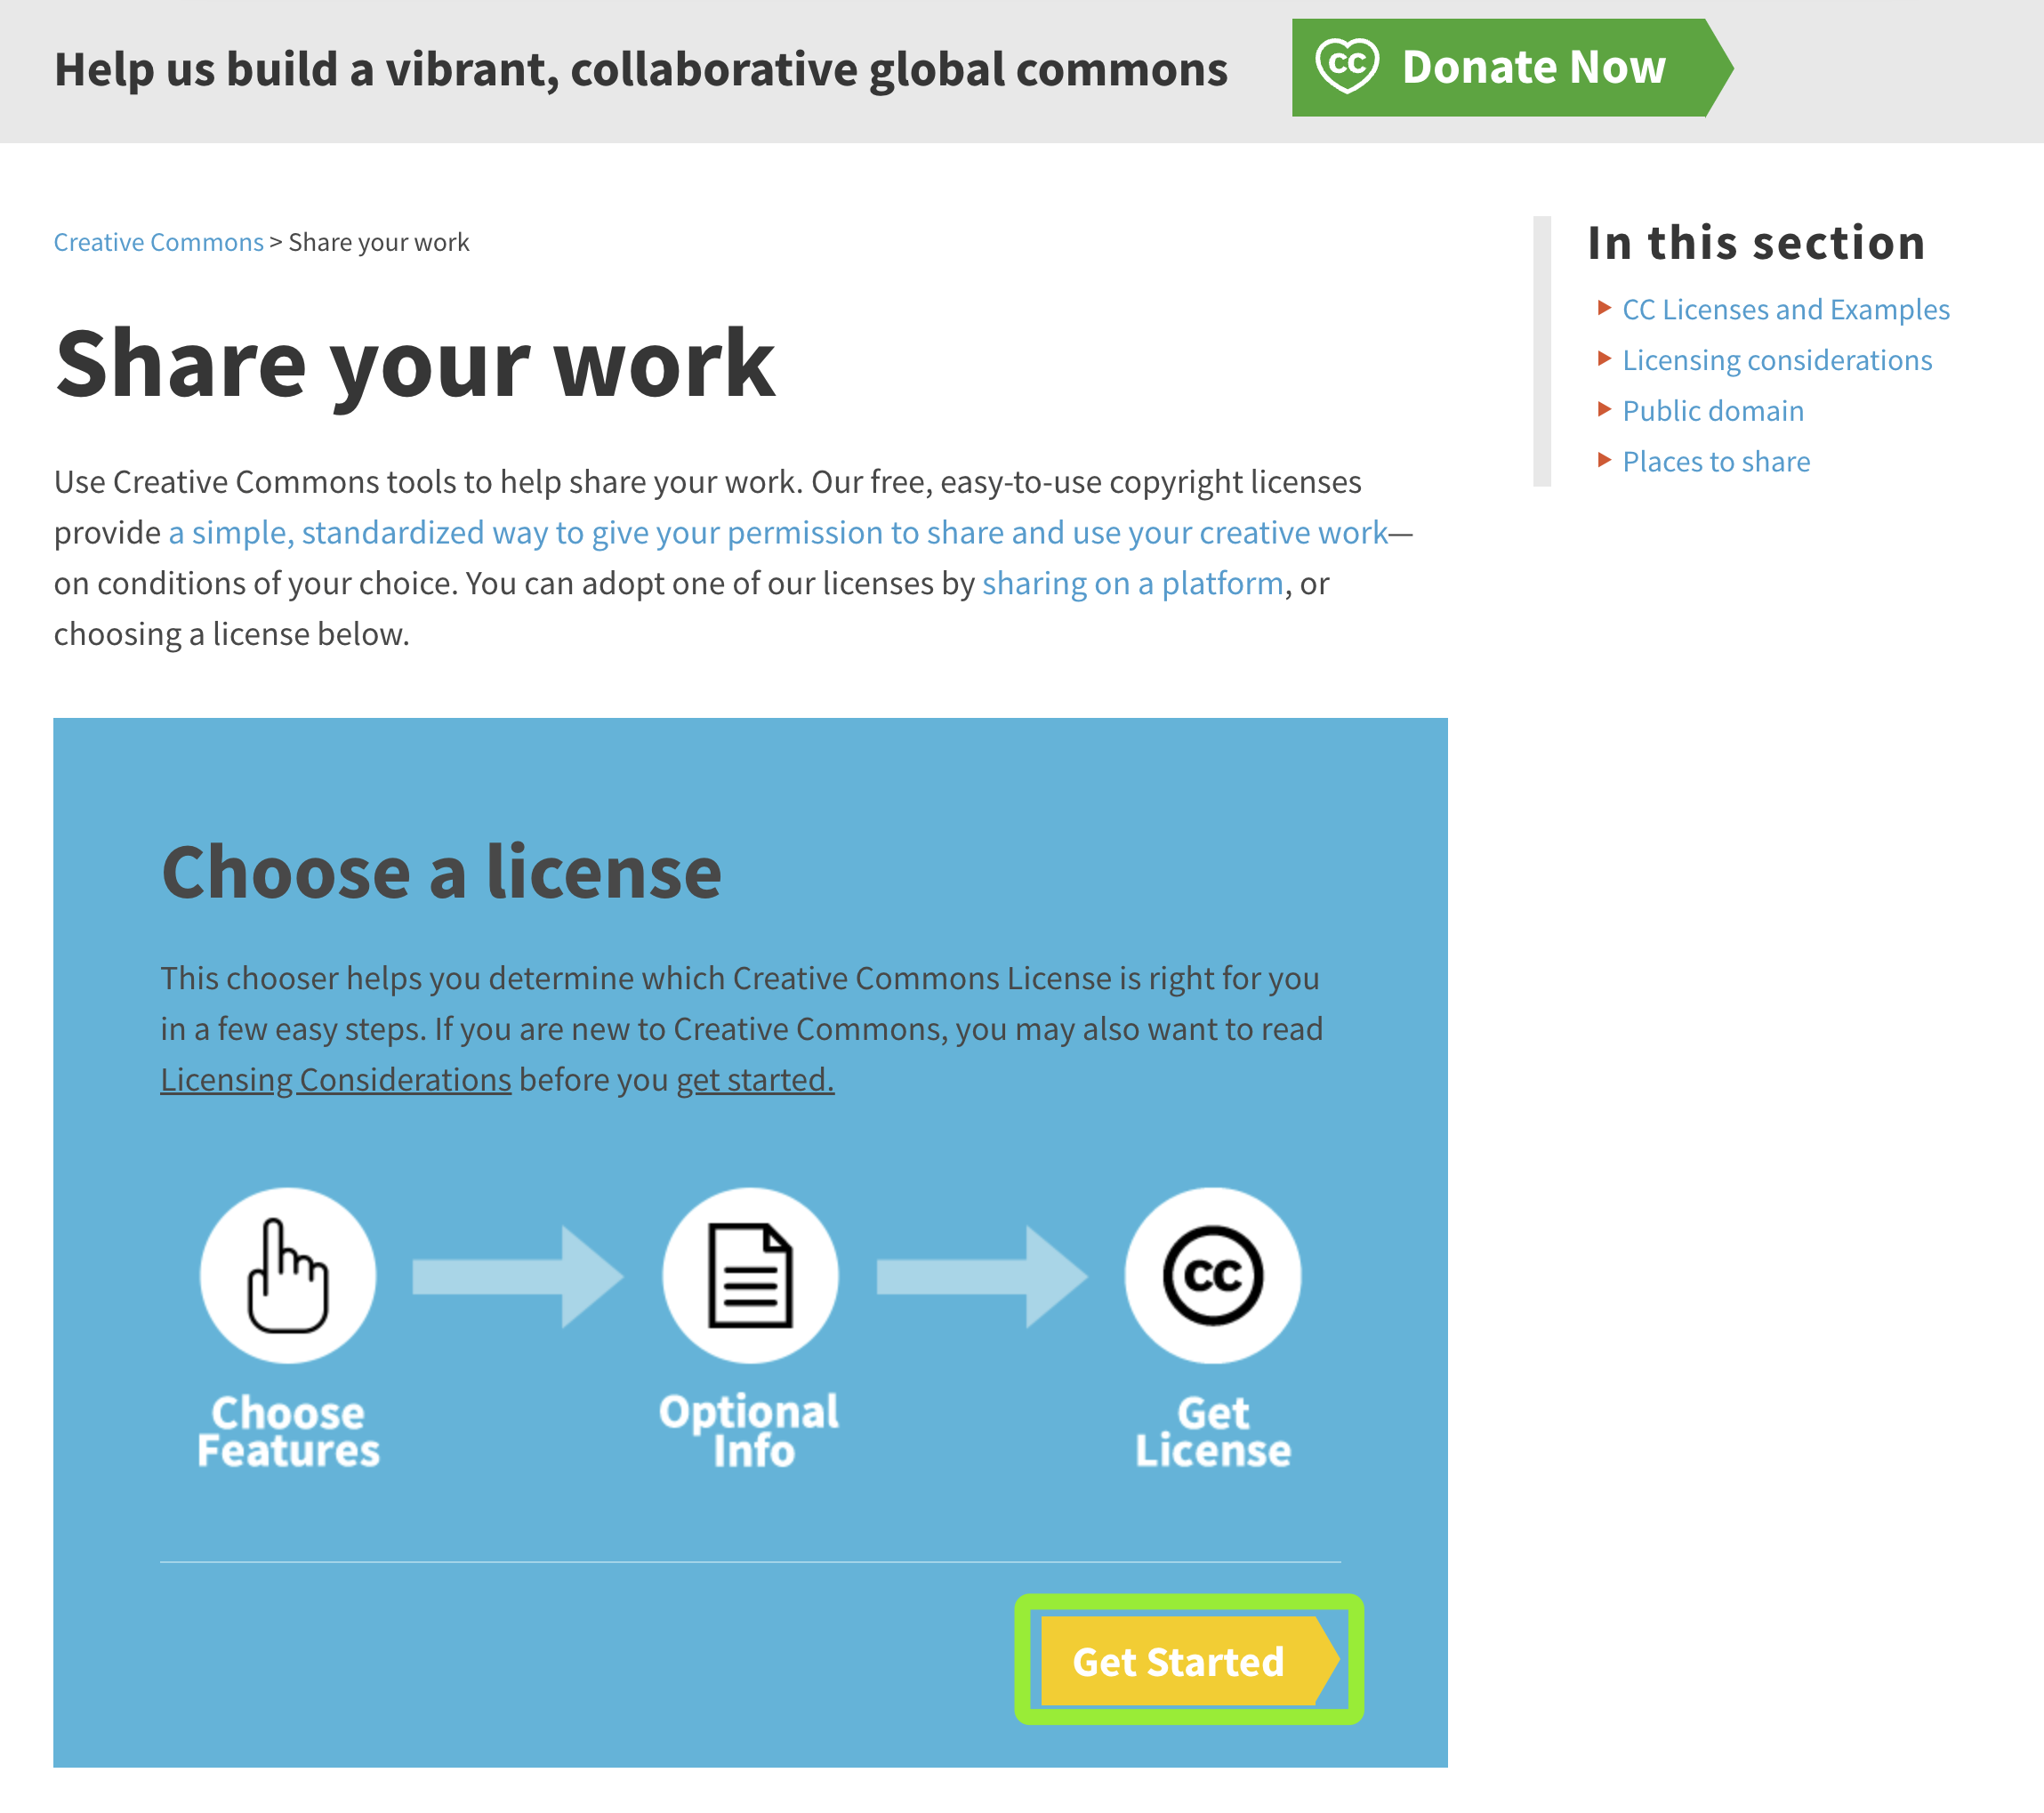 Help us build a vibrant, collaborative global commons
cc Donate Now
Creative Commons > Share your work
Share your work
Use Creative Commons tools to help share your work. Our free, easy-to-use copyright licenses
provide a simple, standardized way to give your permission to share and use your creative work—
on conditions of your choice. You can adopt one of our licenses by sharing on a platform, or
choosing a license below.
In this section
CC Licenses and Examples
Licensing considerations
Public domain
Places to share
Choose a license
This chooser helps you determine which Creative Commons License is right for you
in a few easy steps. If you are new to Creative Commons, you may also want to read
Licensing Considerations before you get started.
cc
Choose
Features
Optional
Info
Get
License
Get Started